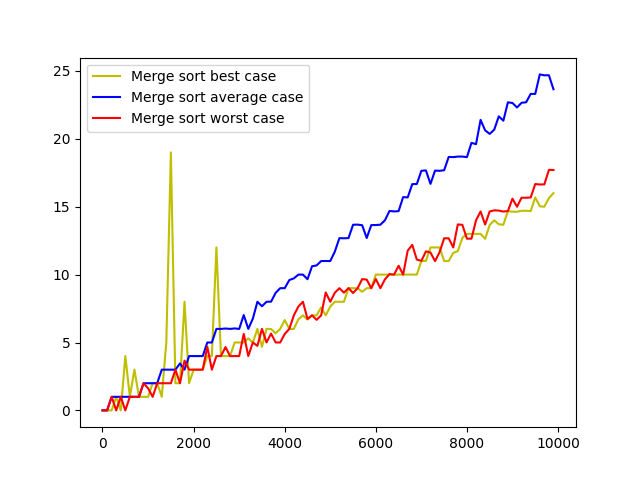 Merge sort best case
Merge sort average case
Merge sort worst case
25
20
15
10
5
0
0 2000 4000 6000 8000 10000